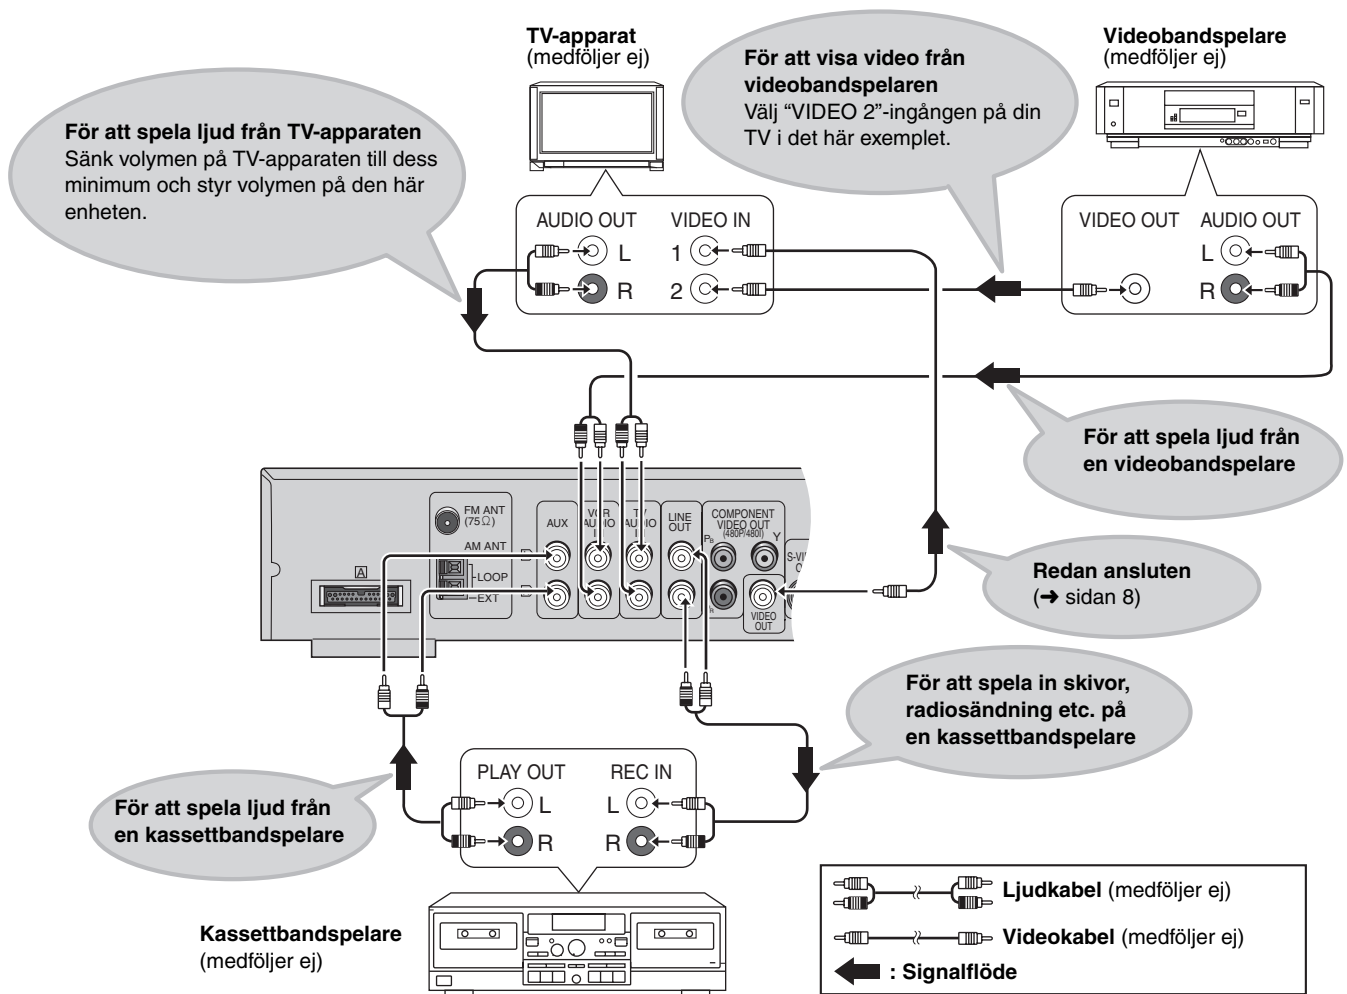 TV-apparat
(medföljer ej)
För att visa video från
videobandspelaren
Välj “VIDEO 2”-ingången på din
TV i det här exemplet.
Videobandspelare
(medföljer ej)
För att spela ljud från TV-apparaten
Sänk volymen på TV-apparaten till dess
minimum och styr volymen på den här
enheten.
AUDIO OUT
L
R
VIDEO IN
1
2
VIDEO OUT
AUDIO OUT
L
R
För att spela ljud från
en videobandspelare
FM ANT
(75Ω)
AM ANT
LOOP
EXT
A
AUX
VCR
AUDIO
TV
AUDIO
LINE
OUT
COMPONENT
VIDEO OUT
(480P/480I)
PB
Y
VIDEO
OUT
Redan ansluten
(➜ sidan 8)
För att spela in skivor,
radiosändning etc. på
en kassettbandspelare
PLAY OUT
L
R
REC IN
L
R
För att spela ljud från
en kassettbandspelare
Kassettbandspelare
(medföljer ej)
Ljudkabel (medföljer ej)
Videokabel (medföljer ej)
: Signalflöde